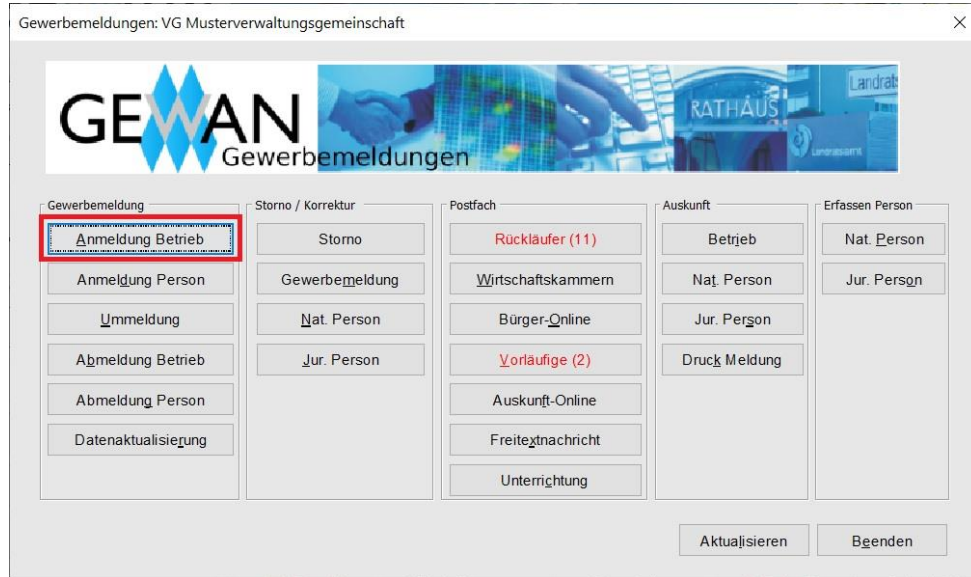 Gewerbemeldungen: VG Musterverwaltungsgemeinschaft
GEWAN
Gewerbemeldungen
RATHAUS
Landrats
Landratsamt
Gewerbemeldung
Anmeldung Betrieb
Anmeldung Person
Ummeldung
Abmeldung Betrieb
Abmeldung Person
Datenaktualisierung
Storno / Korrektur
Storno
Gewerbemeldung
Nat. Person
Jur. Person
Postfach
Rückläufer (11)
Wirtschaftskammern
Bürger-Online
Vorläufige (2)
Auskunft-Online
Freitextnachricht
Unterrichtung
Auskunft
Betrieb
Nat. Person
Jur. Person
Druck Meldung
Erfassen Person
Nat. Person
Jur. Person
Aktualisieren
Beenden